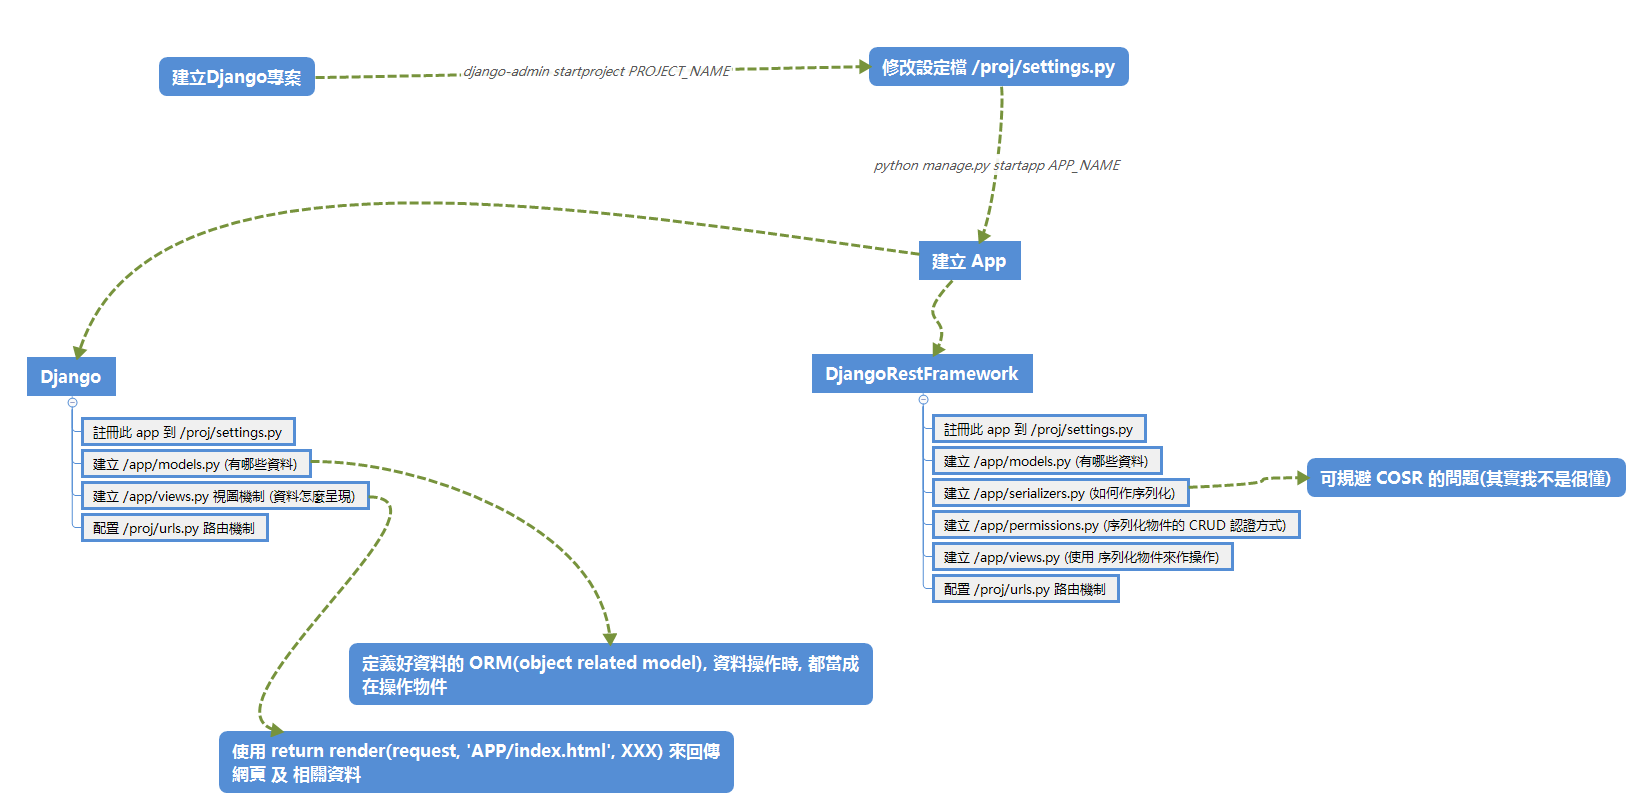 建立Django專案
django-admin startproject PROJECT_NAME
修改設定檔 /proj/settings.py
python manage.py startapp APP_NAME
建立 App
Django
註冊此 app 到 /proj/settings.py
建立 /app/models.py (有哪些資料)
建立 /app/views.py 視圖機制 (資料怎麼呈現)
配置 /proj/urls.py 路由機制
DjangoRestFramework
註冊此 app 到 /proj/settings.py
建立 /app/models.py (有哪些資料)
建立 /app/serializers.py (如何作序列化)
建立 /app/permissions.py (序列化物件的 CRUD 認證方式)
建立 /app/views.py (使用 序列化物件來作操作)
配置 /proj/urls.py 路由機制
可規避 COSR 的問題(其實我不是很懂)
定義好資料的 ORM(object related model), 資料操作時, 都當成
在操作物件
使用 return render(request, 'APP/index.html', XXX) 來回傳
網頁 及 相關資料